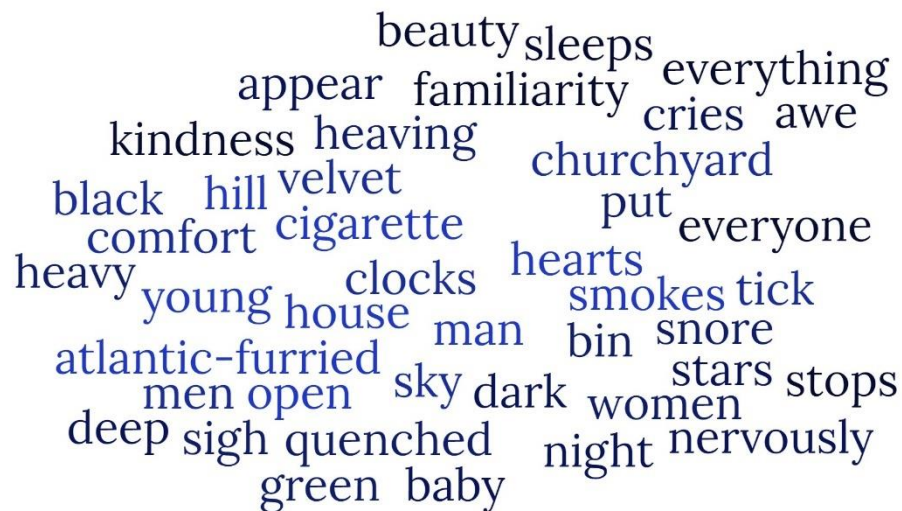 beauty sleeps
appear familiarity everything
kindness heaving cries awe
black hill velvet churchyard
comfort cigarette put everyone
heavy clocks hearts
young house smokes tick
atlantic-furried man bin snore
men open sky dark stars stops
deep sigh quenched women
green baby night nervously